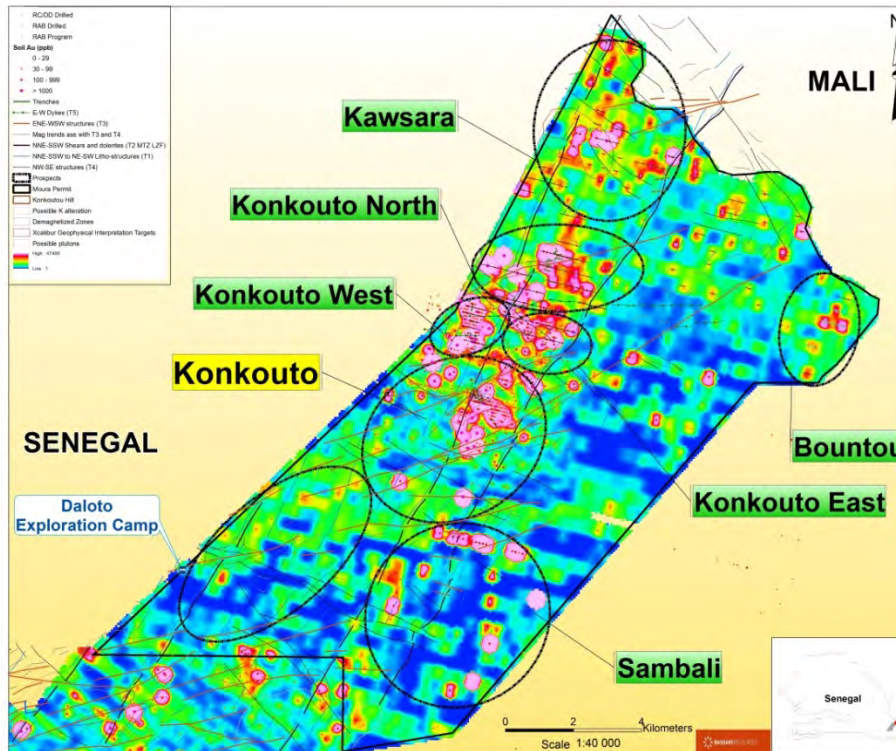 RC/DD Drilled
RAB Drilled
RAB Program
Soil Au (ppb)
0 - 29
30 - 99
100 - 999
> 1000
Trenches
E-W Dykes (T5)
ENE-WSW structures (T3)
Mag trends ass with T3 and T4
NNE-SSW Shears and dolerites (T2 MTZ LZF)
NNE-SSW to NE-SW Litho-structures (T1)
NW-SE structures (T4)
Prospects
Moura Permit
Konkoutou Hill
Possible K alteration
Demagnetized Zones
Xcalibur Geophysical Interpretation Targets
Possible plutons
High : 47400
Low : 1
N
MALI
Kawsara
Konkouto North
Konkouto West
Konkouto
SENEGAL
Bountou
Konkouto East
Daloto
Exploration Camp
Sambali
0 2 4
Kilometers
Scale 1:40 000
Senegal